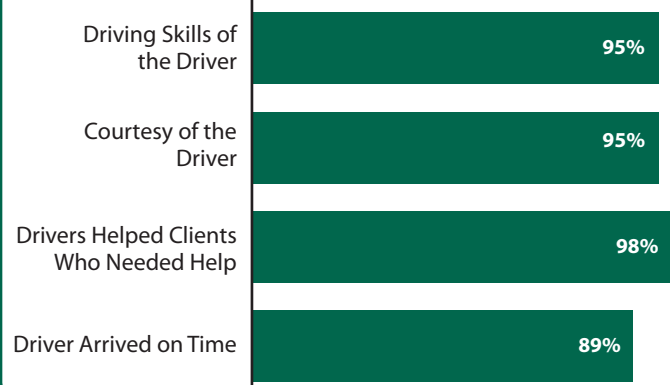 Driving Skills of
the Driver
95%
Courtesy of the
Driver
95%
Drivers Helped Clients
Who Needed Help
98%
Driver Arrived on Time
89%